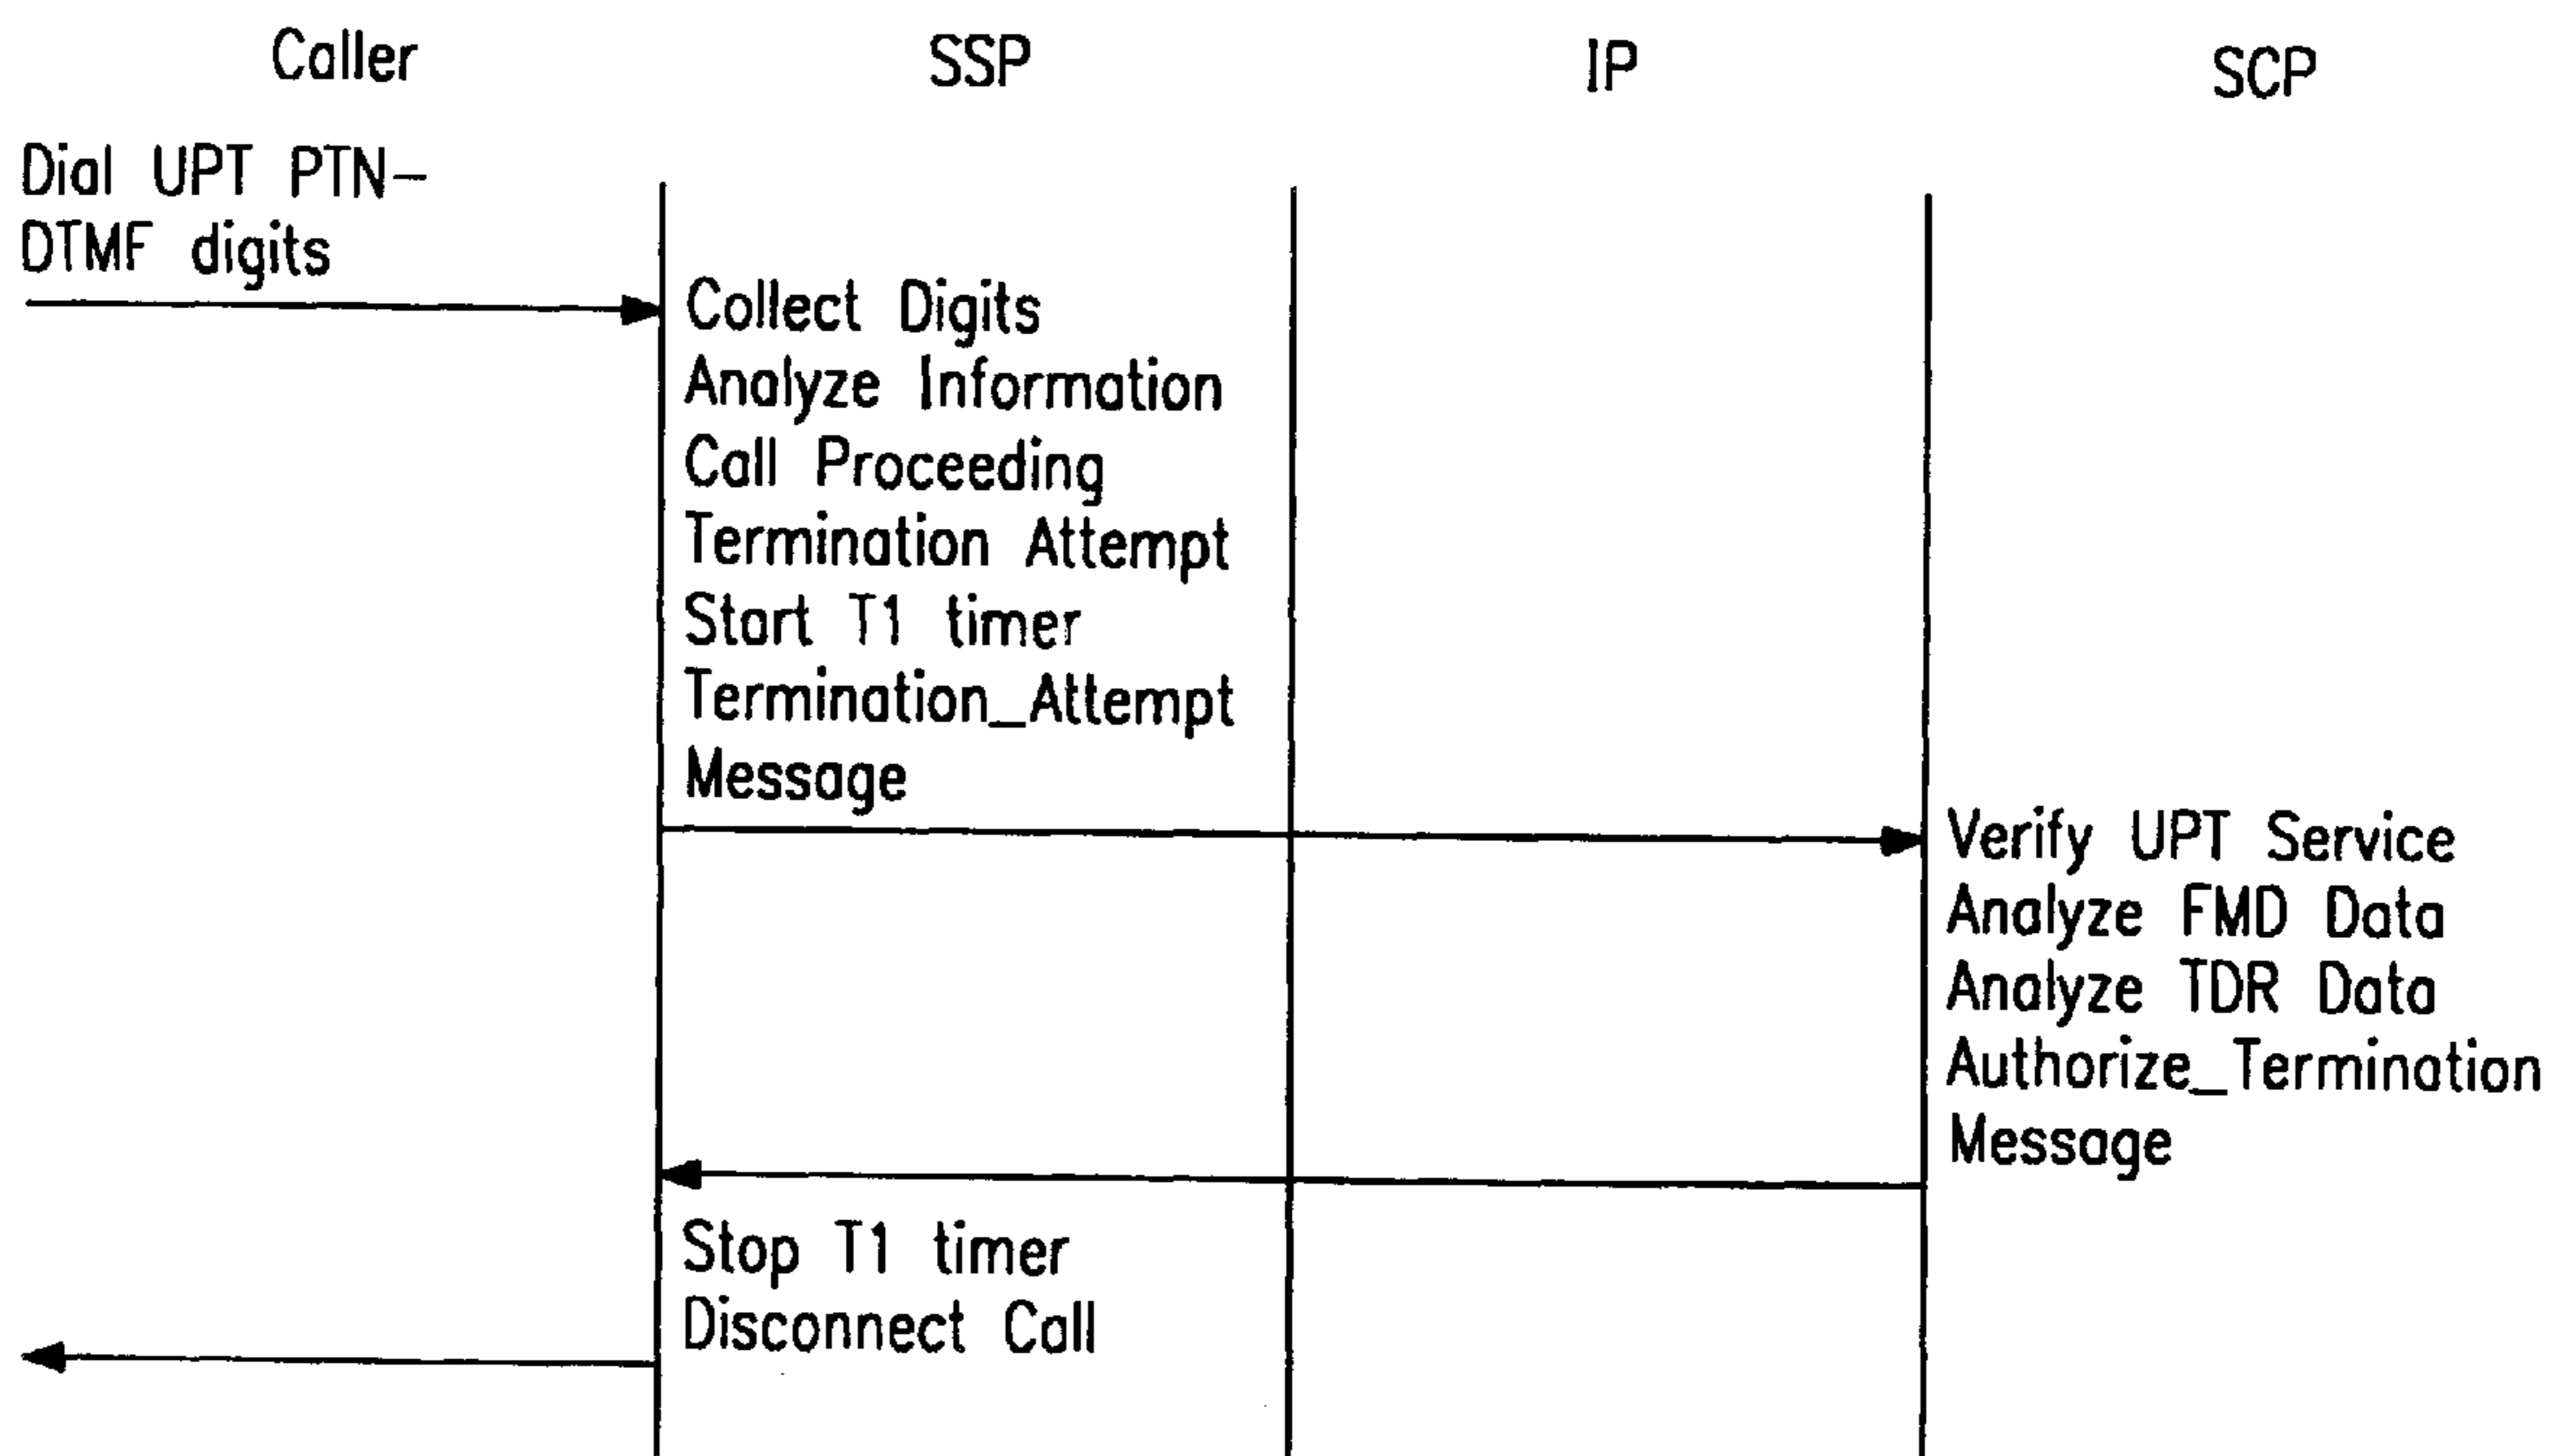 Caller SSP IP SCP
Dial UPT PTN-
DTMF digits
Collect Digits
Analyze Information
Call Proceeding
Termination Attempt
Start T1 timer
Termination_Attempt
Message
Verify UPT Service
Analyze FMD Data
Analyze TDR Data
Authorize_Termination
Message
Stop T1 timer
Disconnect Call